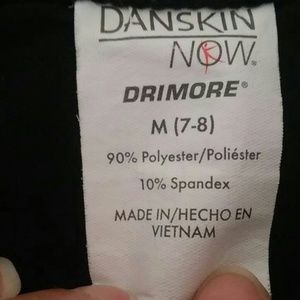 DANSKIN
NOW®
DRIMORE®
M (7-8)
90% Polyester/Poliéster
10% Spandex
MADE IN/HECHO EN
VIETNAM